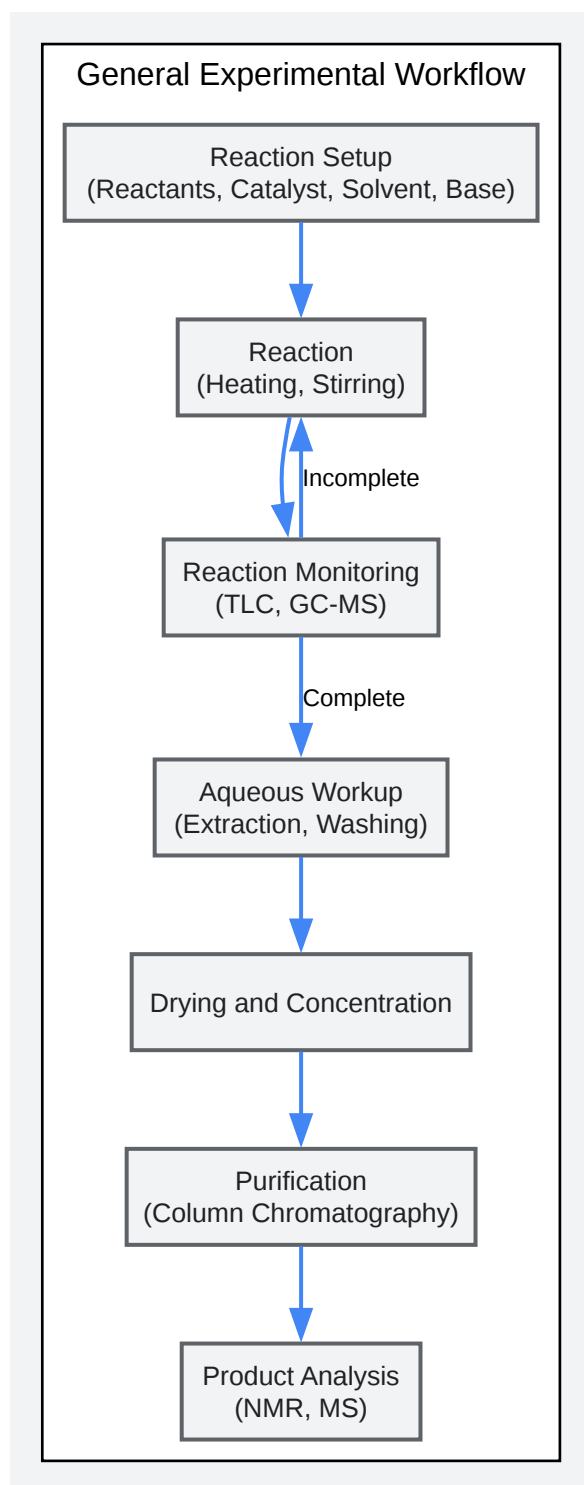 General Experimental Workflow
Reaction Setup
(Reactants, Catalyst, Solvent, Base)
Reaction
(Heating, Stirring)
Incomplete
Reaction Monitoring
(TLC, GC-MS)
Complete
Aqueous Workup
(Extraction, Washing)
Drying and Concentration
Purification
(Column Chromatography)
Product Analysis
(NMR, MS)